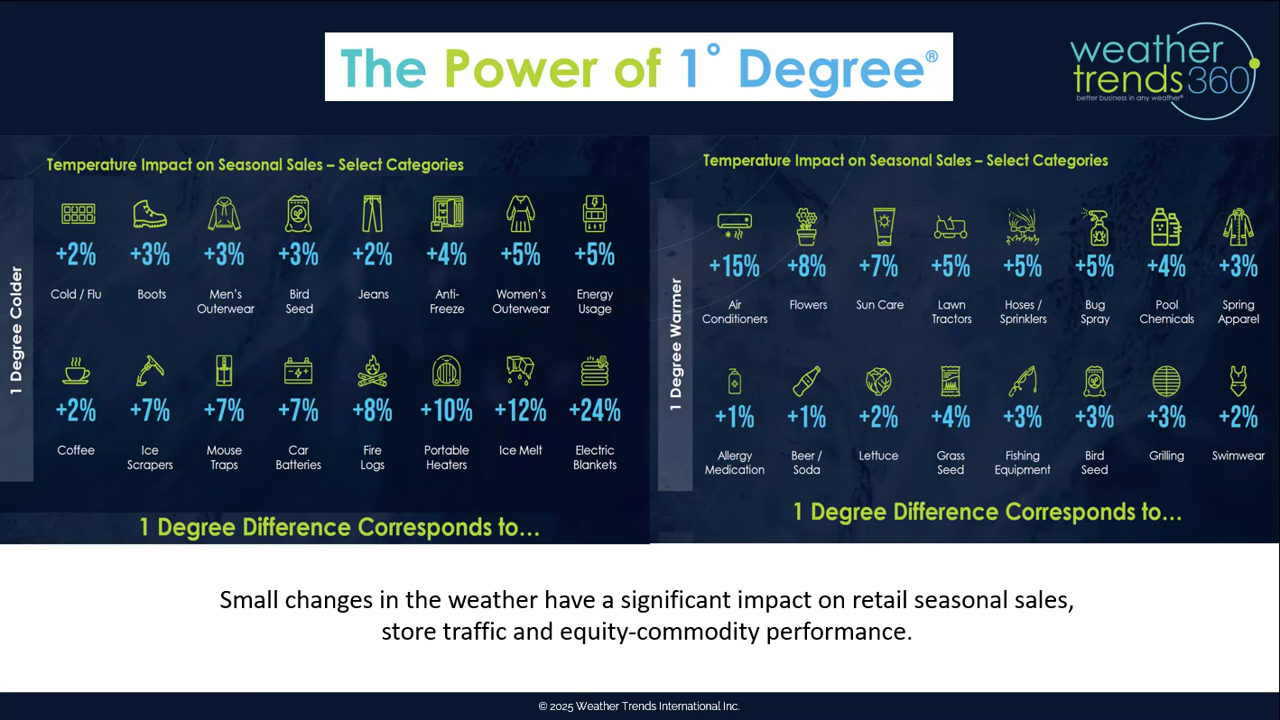 The Power of 1° Degree®
weather
trends360
better business in any weather®
Temperature Impact on Seasonal Sales – Select Categories
1 Degree Colder
+2% +3% +3% +3% +2% +4% +5% +5%
Cold / Flu Boots Men's Bird Jeans Anti- Women's Energy
Outerwear Seed Freeze Outerwear Usage
+2% +7% +7% +7% +8% +10% +12% +24%
Coffee Ice Mouse Car Fire Portable Ice Melt Electric
Scrapers Traps Batteries Logs Heaters Blankets
1 Degree Difference Corresponds to...
Temperature Impact on Seasonal Sales – Select Categories
1 Degree Warmer
+15% +8% +7% +5% +5% +5% +4% +3%
Air Flowers Sun Care Lawn Hoses / Bug Pool Spring
Conditioners Tractors Sprinklers Spray Chemicals Apparel
+1% +1% +2% +4% +3% +3% +3% +2%
Allergy Beer / Lettuce Grass Fishing Bird Grilling Swimwear
Medication Soda Seed Equipment Seed
1 Degree Difference Corresponds to...
Small changes in the weather have a significant impact on retail seasonal sales,
store traffic and equity-commodity performance.
© 2025 Weather Trends International Inc.